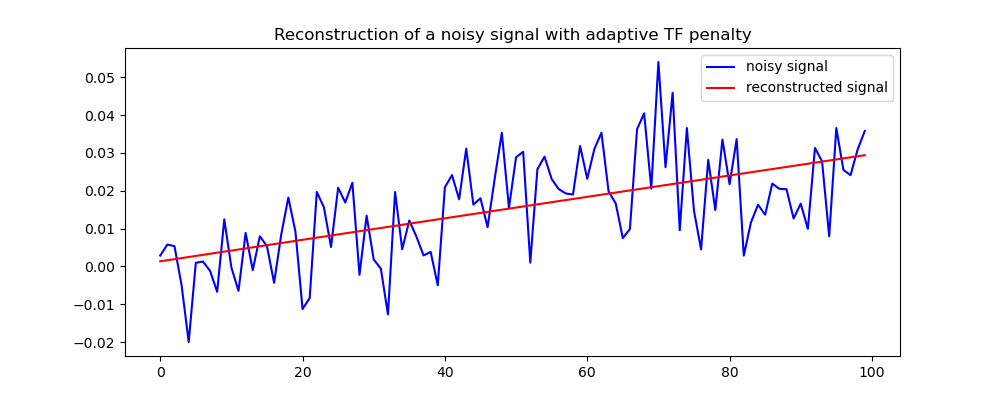 Reconstruction of a noisy signal with adaptive TF penalty
noisy signal
reconstructed signal
0.05
0.04
0.03
0.02
0.01
0.00
−0.01
−0.02
0 20 40 60 80 100